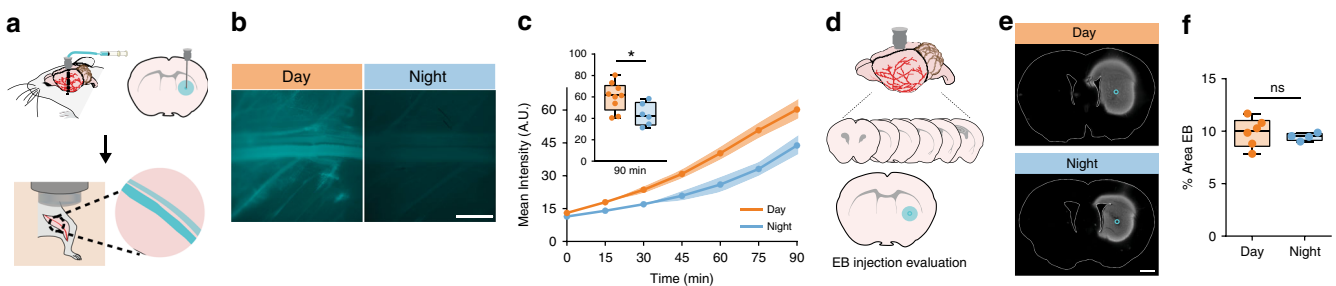 a
b
Day
Night
c
Mean Intensity (A.U.)
60
45
30
15
0
0
15
30
45
60
75
90
Time (min)
100
80
60
40
20
0
*
90 min
Day
Night
d
EB injection evaluation
e
Day
Night
f
% Area EB
15
10
5
0
ns
Day
Night